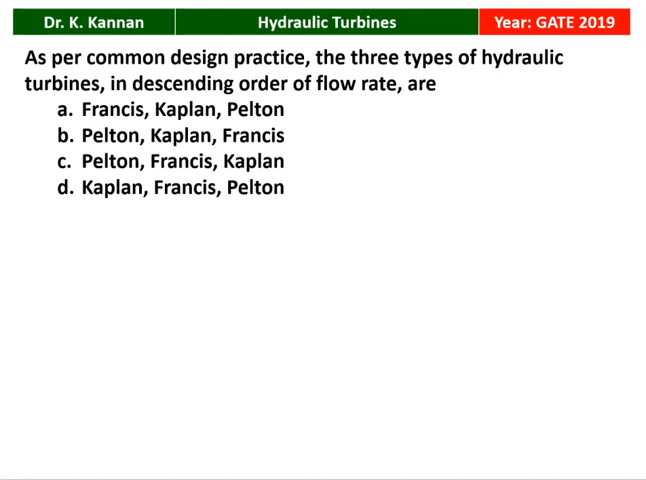 Dr. K. Kannan
Hydraulic Turbines
Year: GATE 2019
As per common design practice, the three types of hydraulic
turbines, in descending order of flow rate, are
a. Francis, Kaplan, Pelton
b. Pelton, Kaplan, Francis
c. Pelton, Francis, Kaplan
d. Kaplan, Francis, Pelton